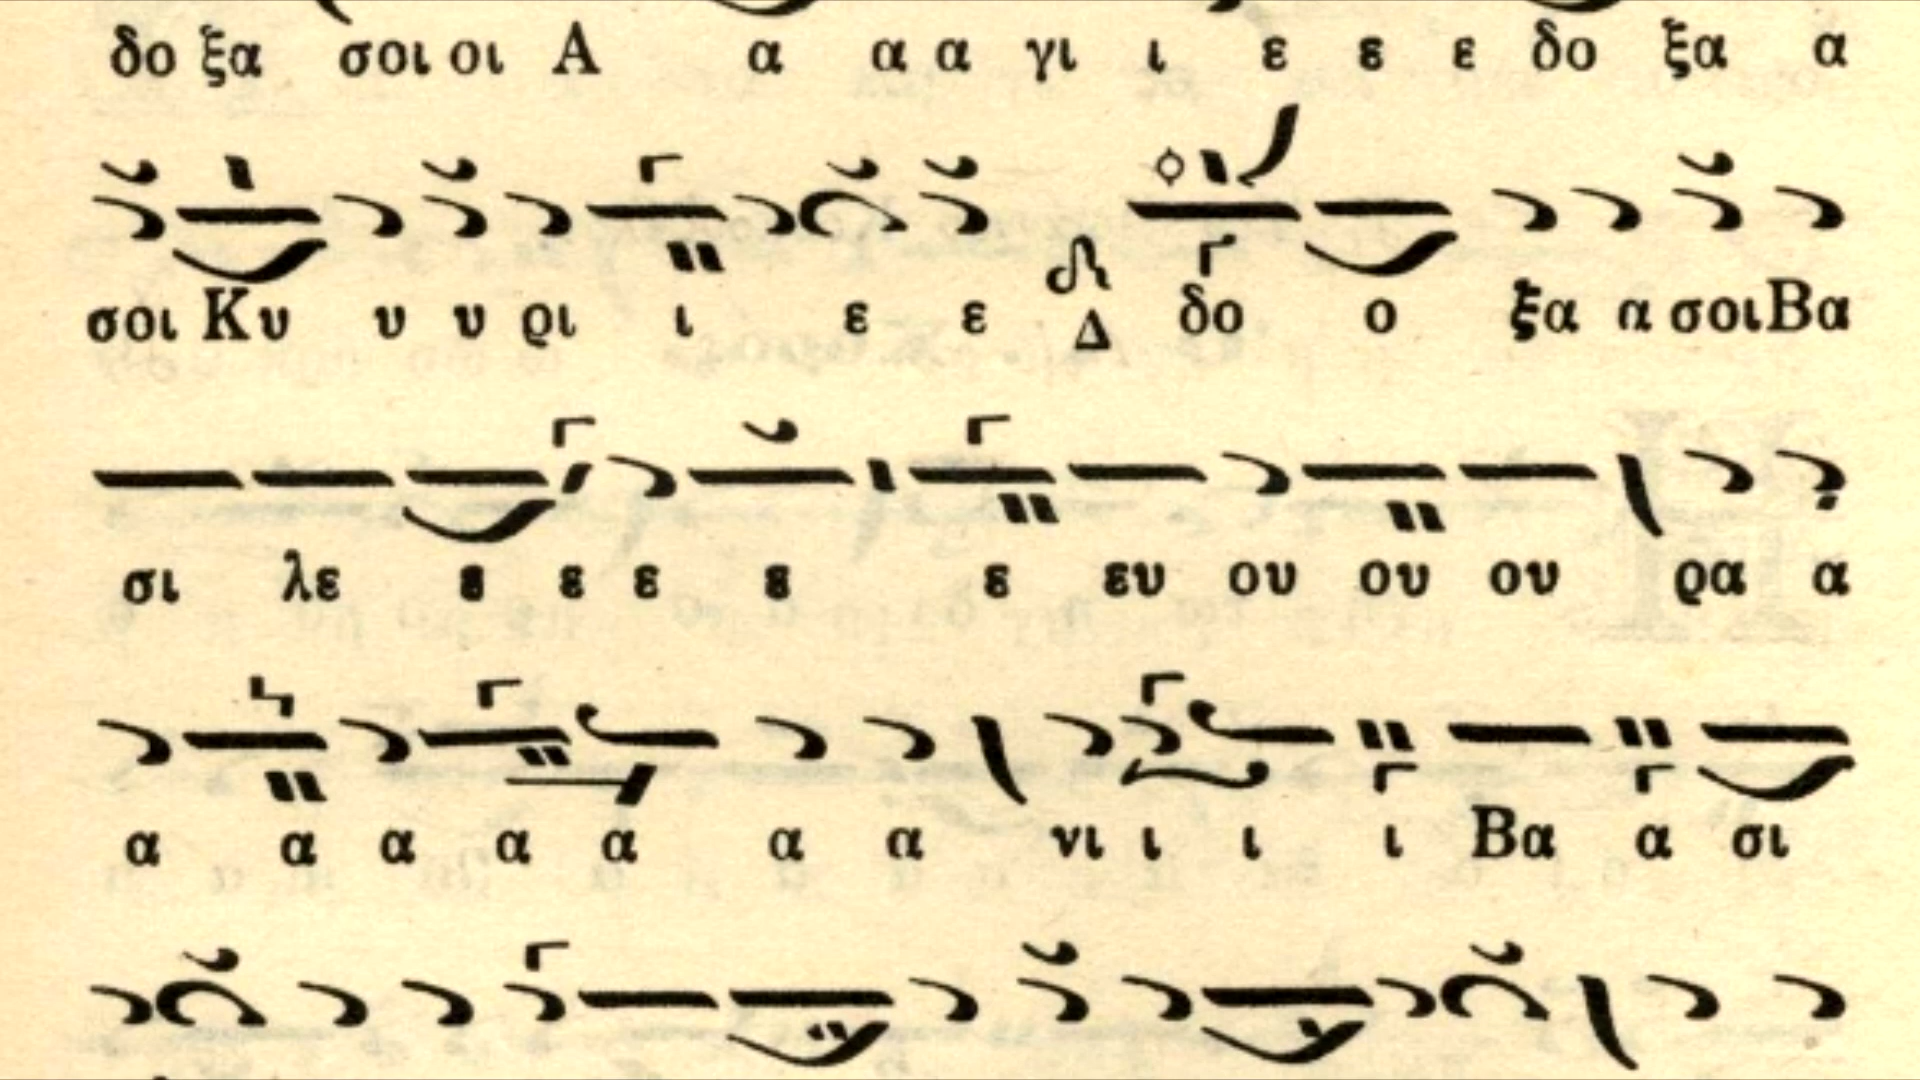 δο ξα σοι οι Α α α α γι ι ε ε ε δο ξα α
σοι Κυ υ υ ρι ι ε ε Δ δο ο ξα α σοι Βα
σι λε ε ε ε ε ε ευ ου ου ου ρα α
α α α α α α α νι ι ι ι Βα α σι